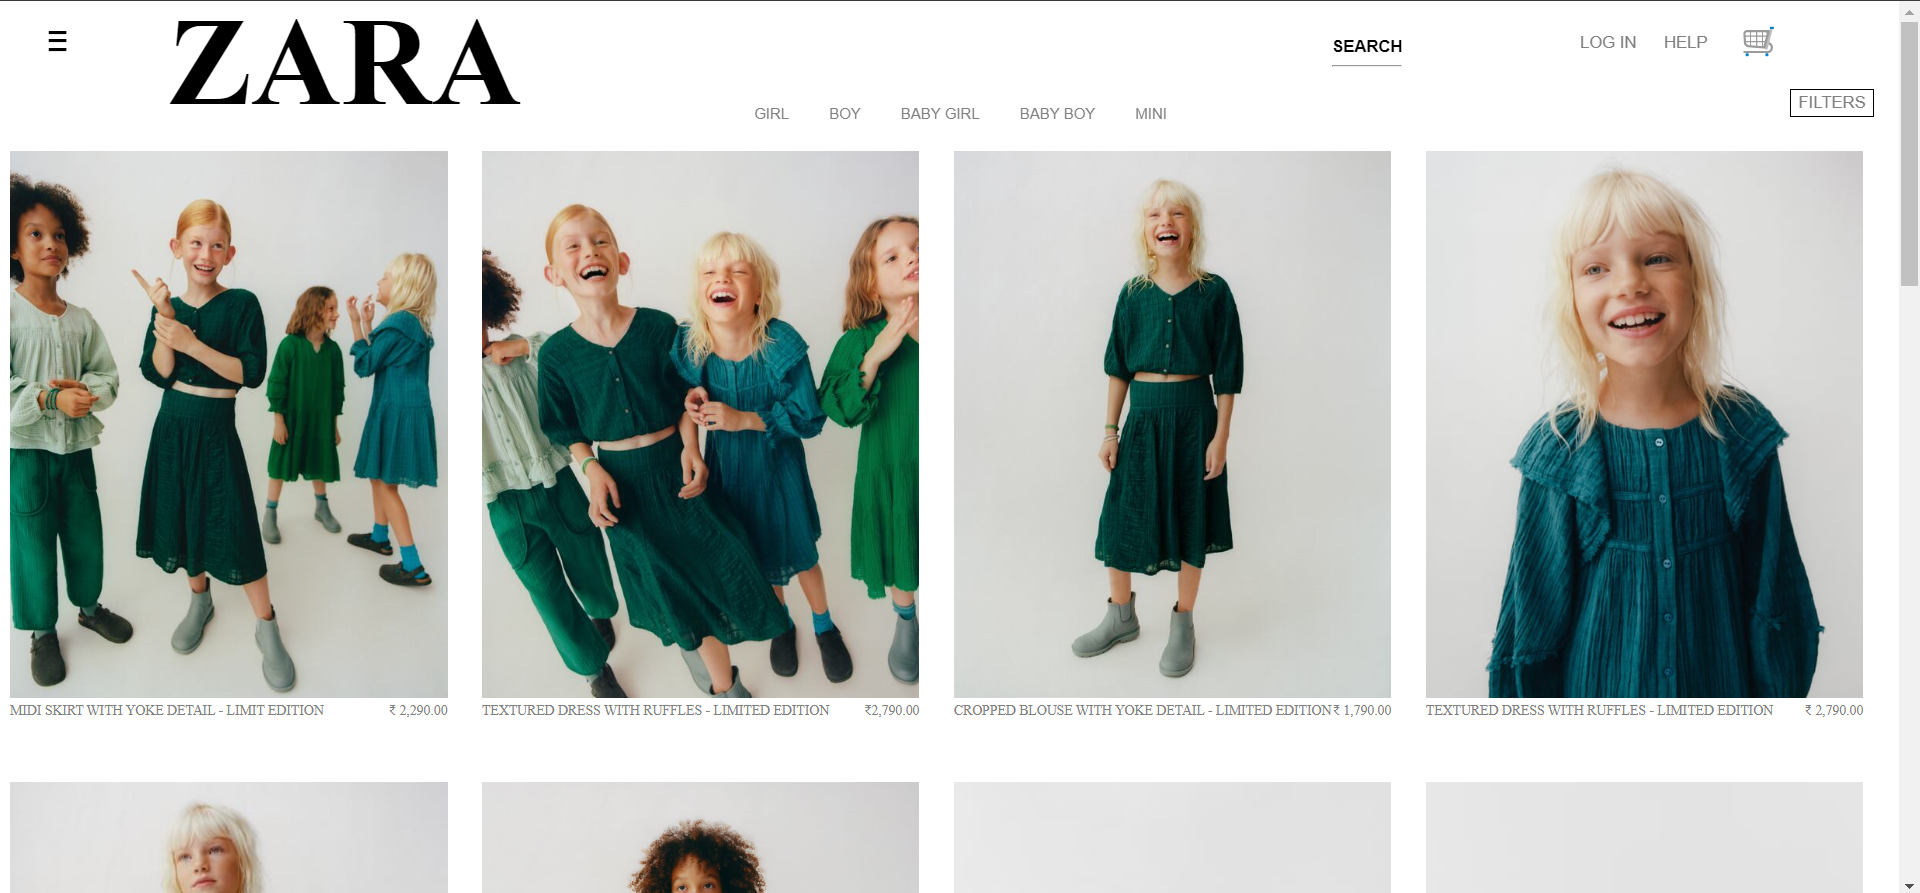 ZARA
SEARCH
LOG IN
HELP
FILTERS
GIRL
BOY
BABY GIRL
BABY BOY
MINI
MIDI SKIRT WITH YOKE DETAIL - LIMIT EDITION
₹ 2,290.00
TEXTURED DRESS WITH RUFFLES - LIMITED EDITION
₹2,790.00
CROPPED BLOUSE WITH YOKE DETAIL - LIMITED EDITION
₹ 1,790.00
TEXTURED DRESS WITH RUFFLES - LIMITED EDITION
₹ 2,790.00